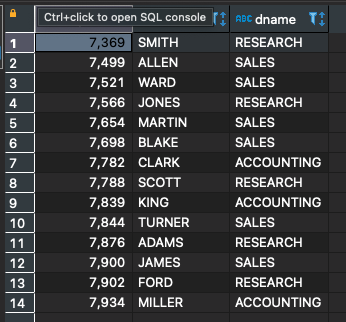 Ctrl+click to open SQL console ABC dname
1 7,369 SMITH RESEARCH
2 7,499 ALLEN SALES
3 7,521 WARD SALES
4 7,566 JONES RESEARCH
5 7,654 MARTIN SALES
6 7,698 BLAKE SALES
7 7,782 CLARK ACCOUNTING
8 7,788 SCOTT RESEARCH
9 7,839 KING ACCOUNTING
10 7,844 TURNER SALES
11 7,876 ADAMS RESEARCH
12 7,900 JAMES SALES
13 7,902 FORD RESEARCH
14 7,934 MILLER ACCOUNTING